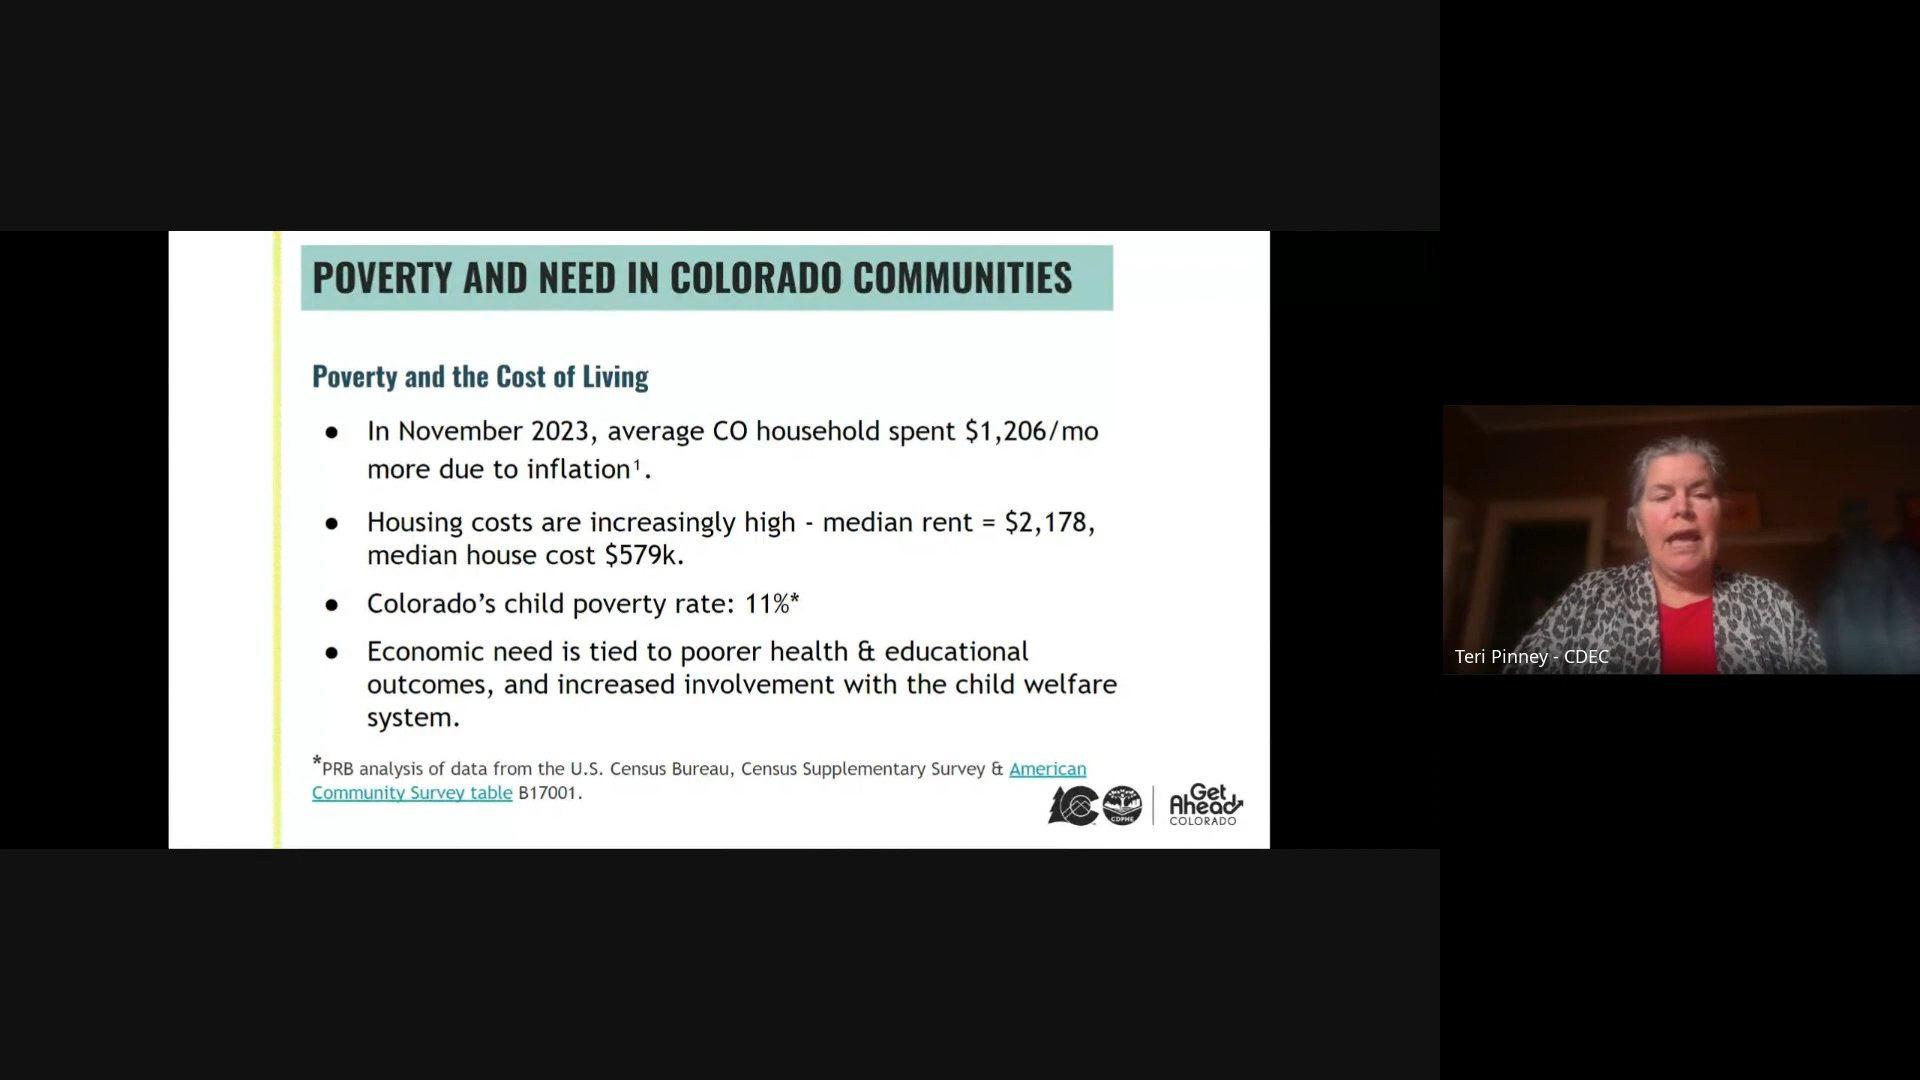 POVERTY AND NEED IN COLORADO COMMUNITIES
Poverty and the Cost of Living
● In November 2023, average CO household spent $1,206/mo
more due to inflation¹.
● Housing costs are increasingly high - median rent = $2,178,
median house cost $579k.
● Colorado’s child poverty rate: 11%*
● Economic need is tied to poorer health & educational
outcomes, and increased involvement with the child welfare
system.
*PRB analysis of data from the U.S. Census Bureau, Census Supplementary Survey & American
Community Survey table B17001.
CDPHE
Get
Ahead
COLORADO
Teri Pinney - CDEC